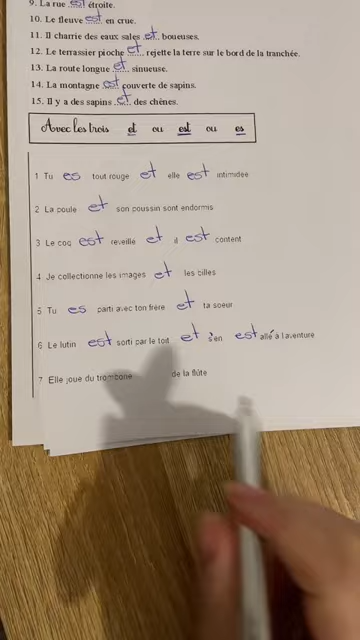 9. La rue est étroite.
10. Le fleuve est en crue.
11. Il charrie des eaux sales et boueuses.
12. Le terrassier pioche et rejette la terre sur le bord de la tranchée.
13. La route longue et sinueuse.
14. La montagne est couverte de sapins.
15. Il y a des sapins et des chênes.
Avec les trois et ou est ou es
1 Tu es tout rouge et elle est intimidée
2 La poule et son poussin sont endormis
3 Le coq est réveille et il est content
4 Je collectionne les images et les billes
5 Tu es parti avec ton frère et ta soeur
6 Le lutin est sorti par le toit et s'en est allé à l'aventure
7 Elle joue du trombone de la flûte